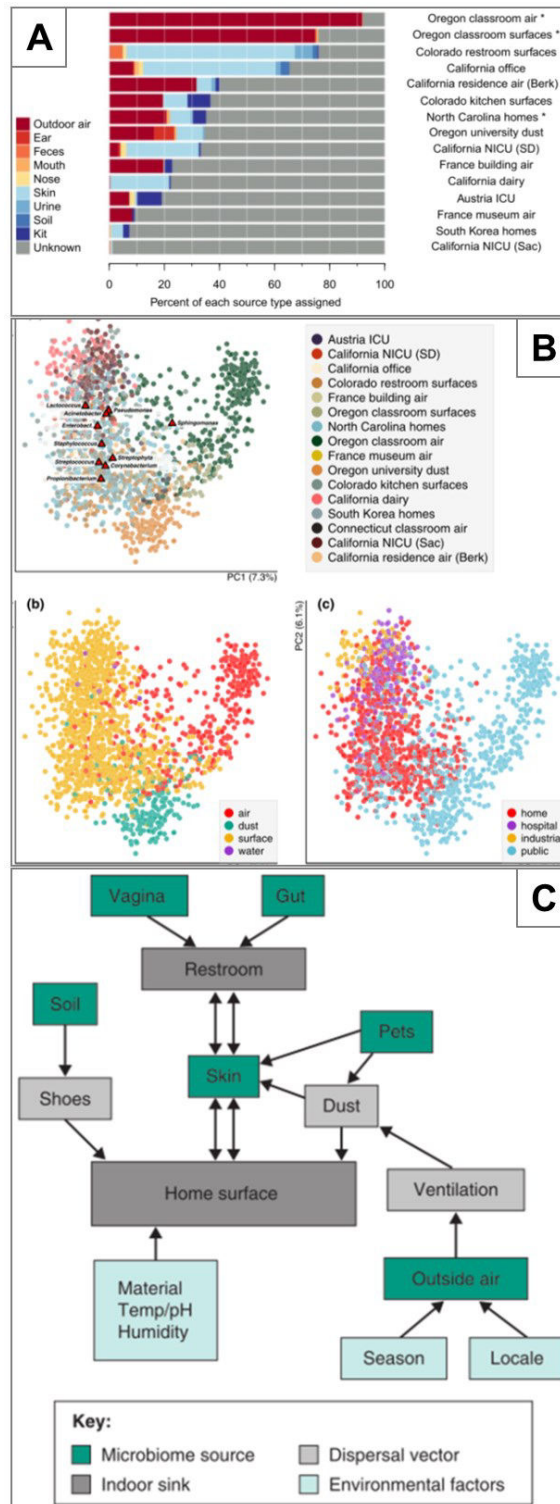 A
Oregon classroom air *
Oregon classroom surfaces *
Colorado restroom surfaces
California office
California residence air (Berk)
Colorado kitchen surfaces
North Carolina homes *
Oregon university dust
California NICU (SD)
France building air
California dairy
Austria ICU
France museum air
South Korea homes
California NICU (Sac)
Outdoor air
Ear
Feces
Mouth
Nose
Skin
Urine
Soil
Kit
Unknown
0 20 40 60 80 100
Percent of each source type assigned
B
Lactococcus
Acinetobacter
Pseudomonas
Enterobact.
Sphingomonas
Staphylococcus
Streptococcus
Streptophyta
Corynebacterium
Propionibacterium
PC1 (7.3%)
Austria ICU
California NICU (SD)
California office
Colorado restroom surfaces
France building air
Oregon classroom surfaces
North Carolina homes
Oregon classroom air
France museum air
Oregon university dust
Colorado kitchen surfaces
California dairy
South Korea homes
Connecticut classroom air
California NICU (Sac)
California residence air (Berk)
(b)
air
dust
surface
water
PC2 (6.1%)
(c)
home
hospital
industrial
public
C
Vagina
Gut
Restroom
Soil
Pets
Skin
Shoes
Dust
Home surface
Ventilation
Material
Temp/pH
Humidity
Outside air
Season
Locale
Key:
Microbiome source
Dispersal vector
Indoor sink
Environmental factors